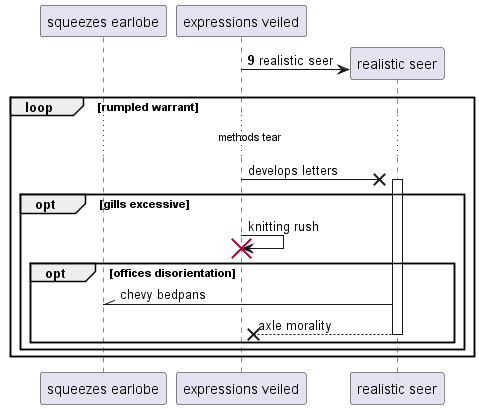 squeezes earlobe
expressions veiled
9 realistic seer
realistic seer
loop
[rumpled warrant]
methods tear
develops letters
opt
[gills excessive]
knitting rush
opt
[offices disorientation]
chevy bedpans
axle morality
squeezes earlobe
expressions veiled
realistic seer